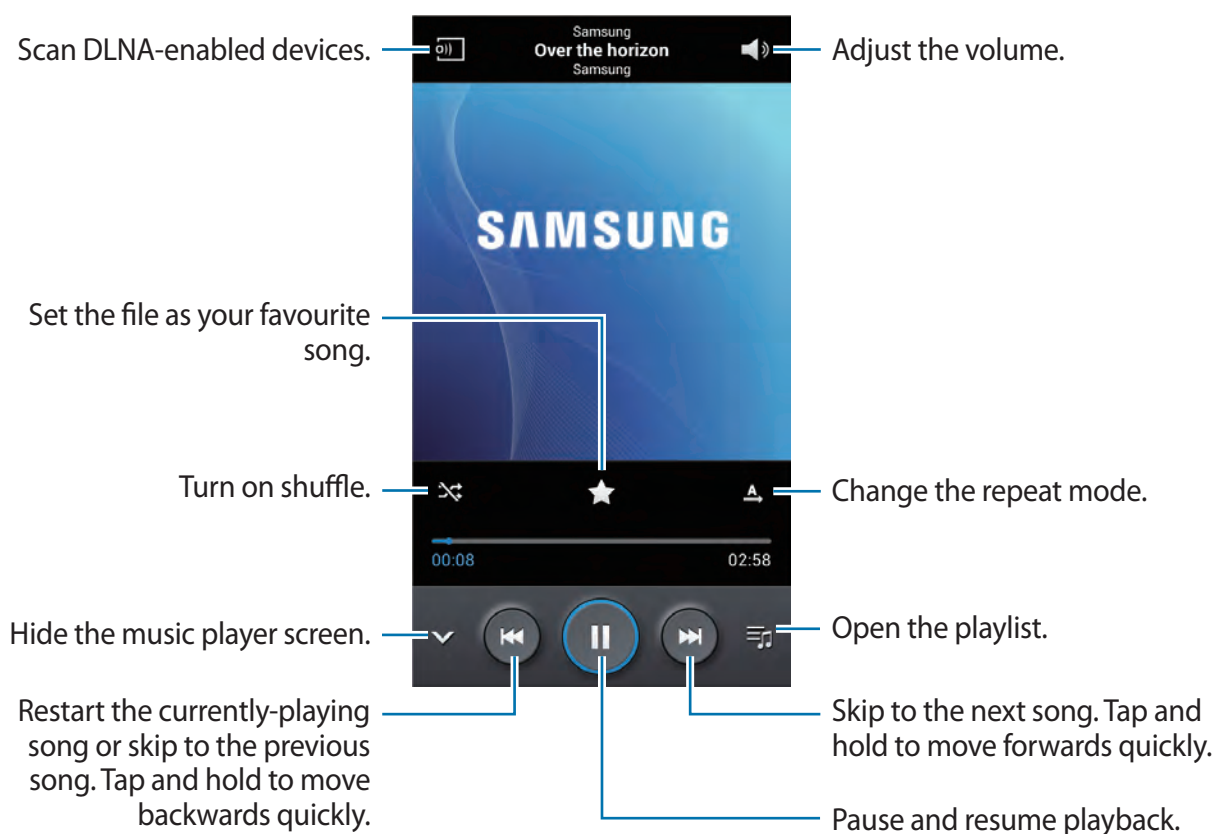 Scan DLNA-enabled devices.
Samsung
Over the horizon
Samsung
Adjust the volume.
SAMSUNG
Set the file as your favourite
song.
Turn on shuffle.
A
Change the repeat mode.
00:08
02:58
Hide the music player screen.
Open the playlist.
Restart the currently-playing
song or skip to the previous
song. Tap and hold to move
backwards quickly.
Skip to the next song. Tap and
hold to move forwards quickly.
Pause and resume playback.